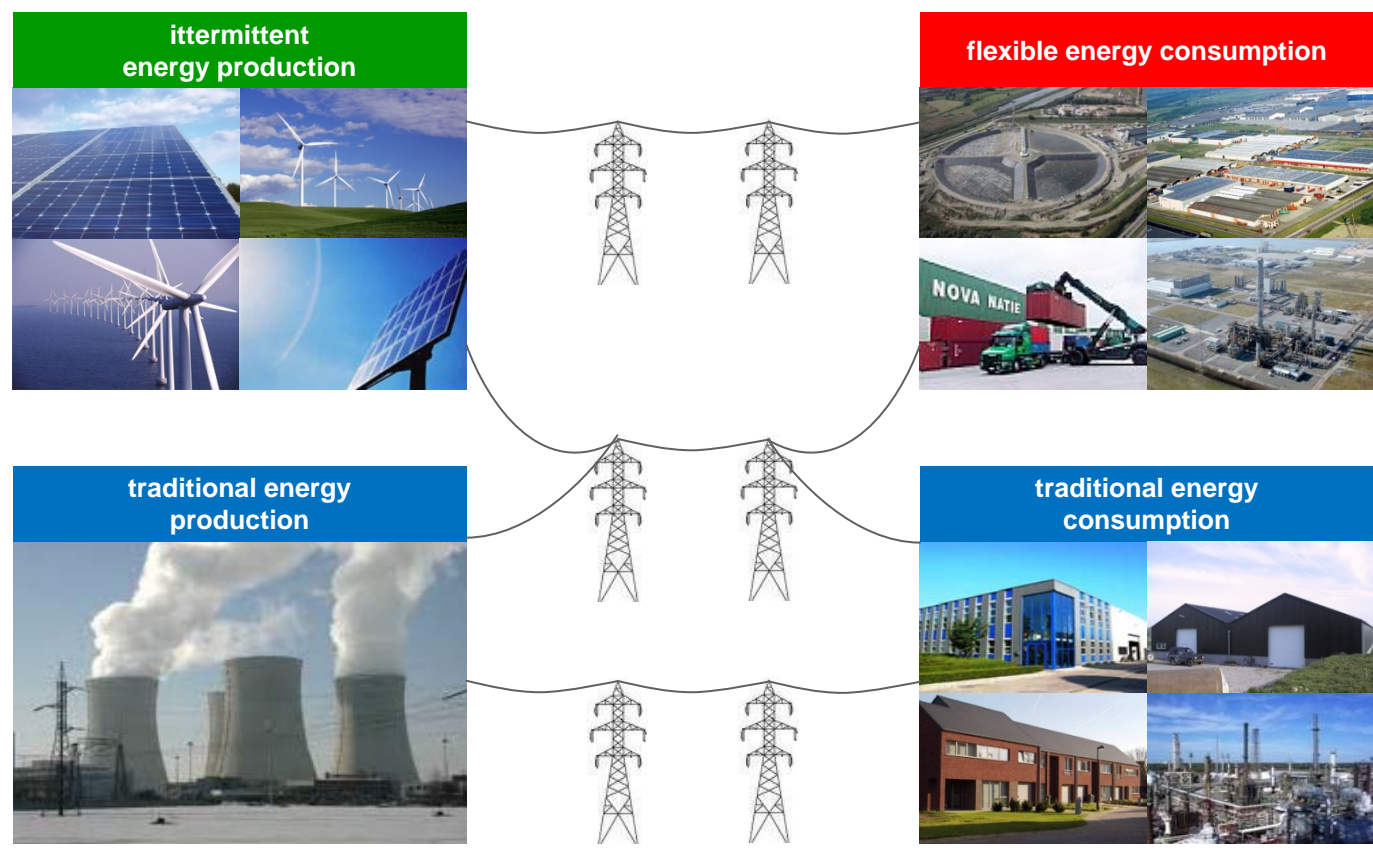 ittermittent
energy production
flexible energy consumption
NOVA NATIE
traditional energy
production
traditional energy
consumption